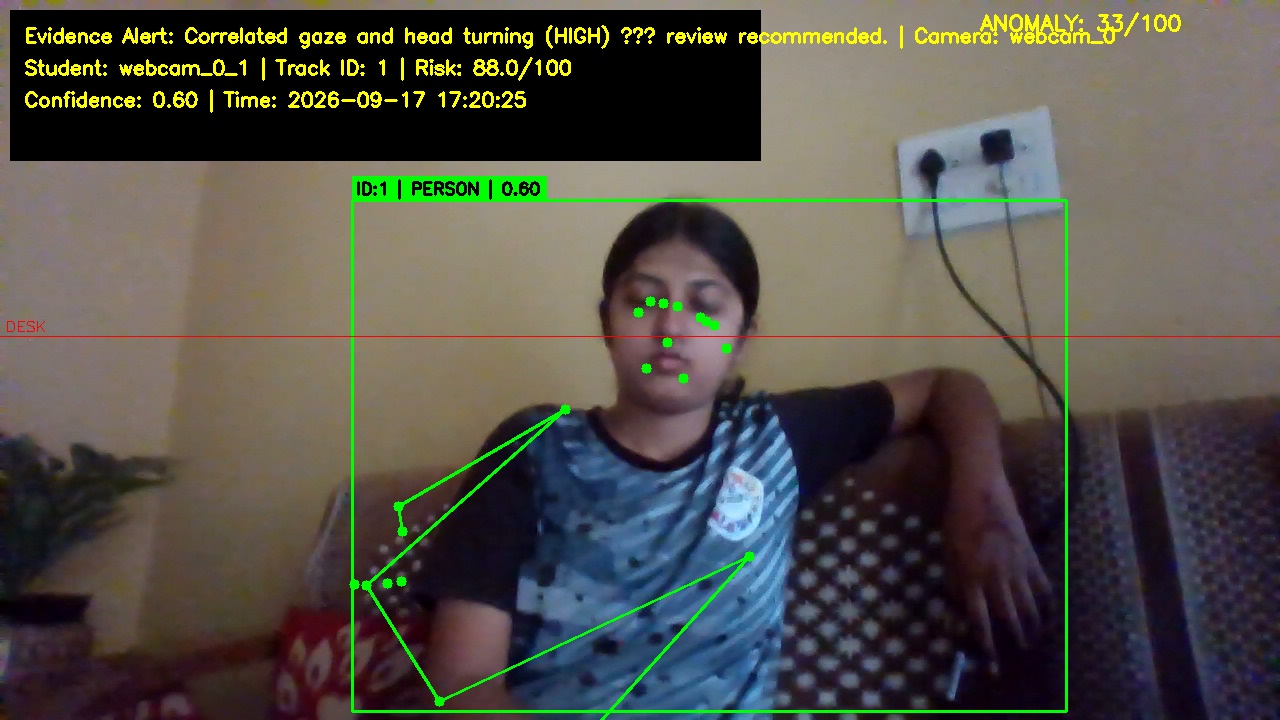 ANOMALY: 33/100
Evidence Alert: Correlated gaze and head turning (HIGH) ??? review recommended. | Camera: webcam_0
Student: webcam_0_1 | Track ID: 1 | Risk: 88.0/100
Confidence: 0.60 | Time: 2026-09-17 17:20:25
ID:1 | PERSON | 0.60
DESK